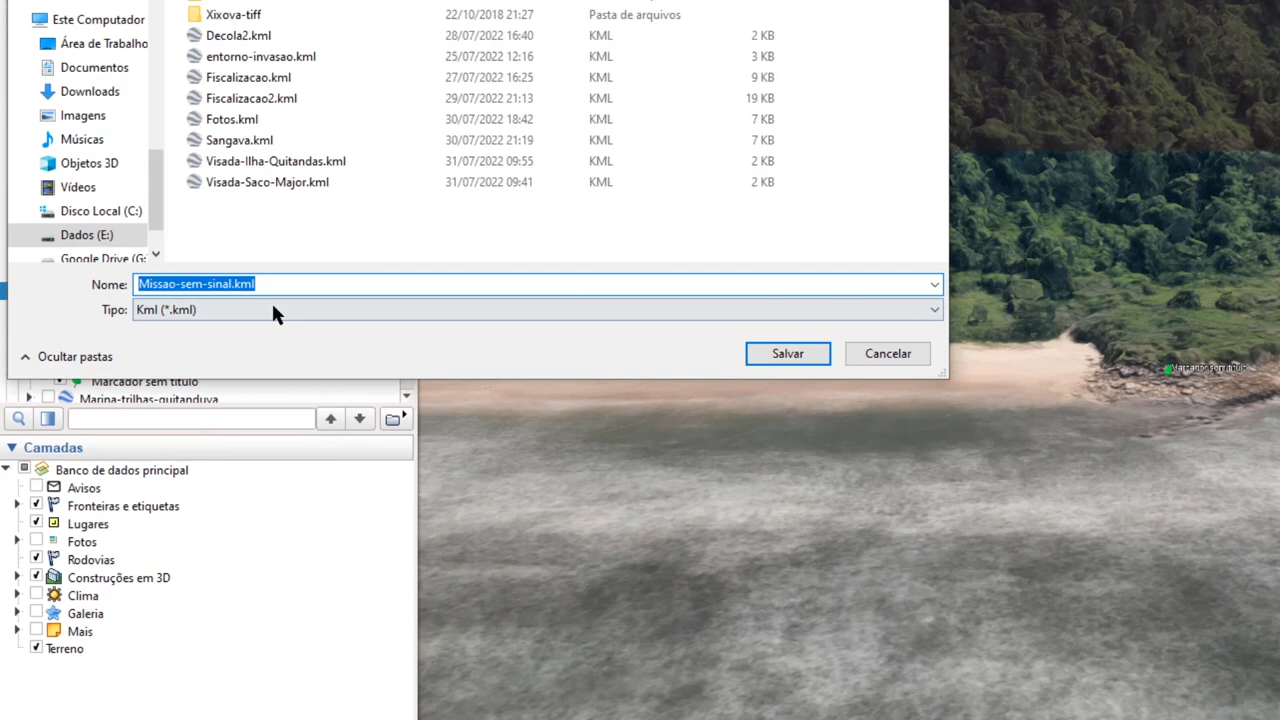 Este Computador
Área de Trabalho
Documentos
Downloads
Imagens
Músicas
Objetos 3D
Vídeos
Disco Local (C:)
Dados (E:)
Google Drive (G:
Xixova-tiff 22/10/2018 21:27 Pasta de arquivos
Decola2.kml 28/07/2022 16:40 KML 2 KB
entorno-invasao.kml 25/07/2022 12:16 KML 3 KB
Fiscalizacao.kml 27/07/2022 16:25 KML 9 KB
Fiscalizacao2.kml 29/07/2022 21:13 KML 19 KB
Fotos.kml 30/07/2022 18:42 KML 7 KB
Sangava.kml 30/07/2022 21:19 KML 7 KB
Visada-Ilha-Quitandas.kml 31/07/2022 09:55 KML 2 KB
Visada-Saco-Major.kml 31/07/2022 09:41 KML 2 KB
Nome: Missao-sem-sinal.kml
Tipo: Kml (*.kml)
Ocultar pastas
Salvar
Cancelar
Marcador sem título
Marina-trilhas-quitanduva
Camadas
Banco de dados principal
Avisos
Fronteiras e etiquetas
Lugares
Fotos
Rodovias
Construções em 3D
Clima
Galeria
Mais
Terreno
Marcador sem título